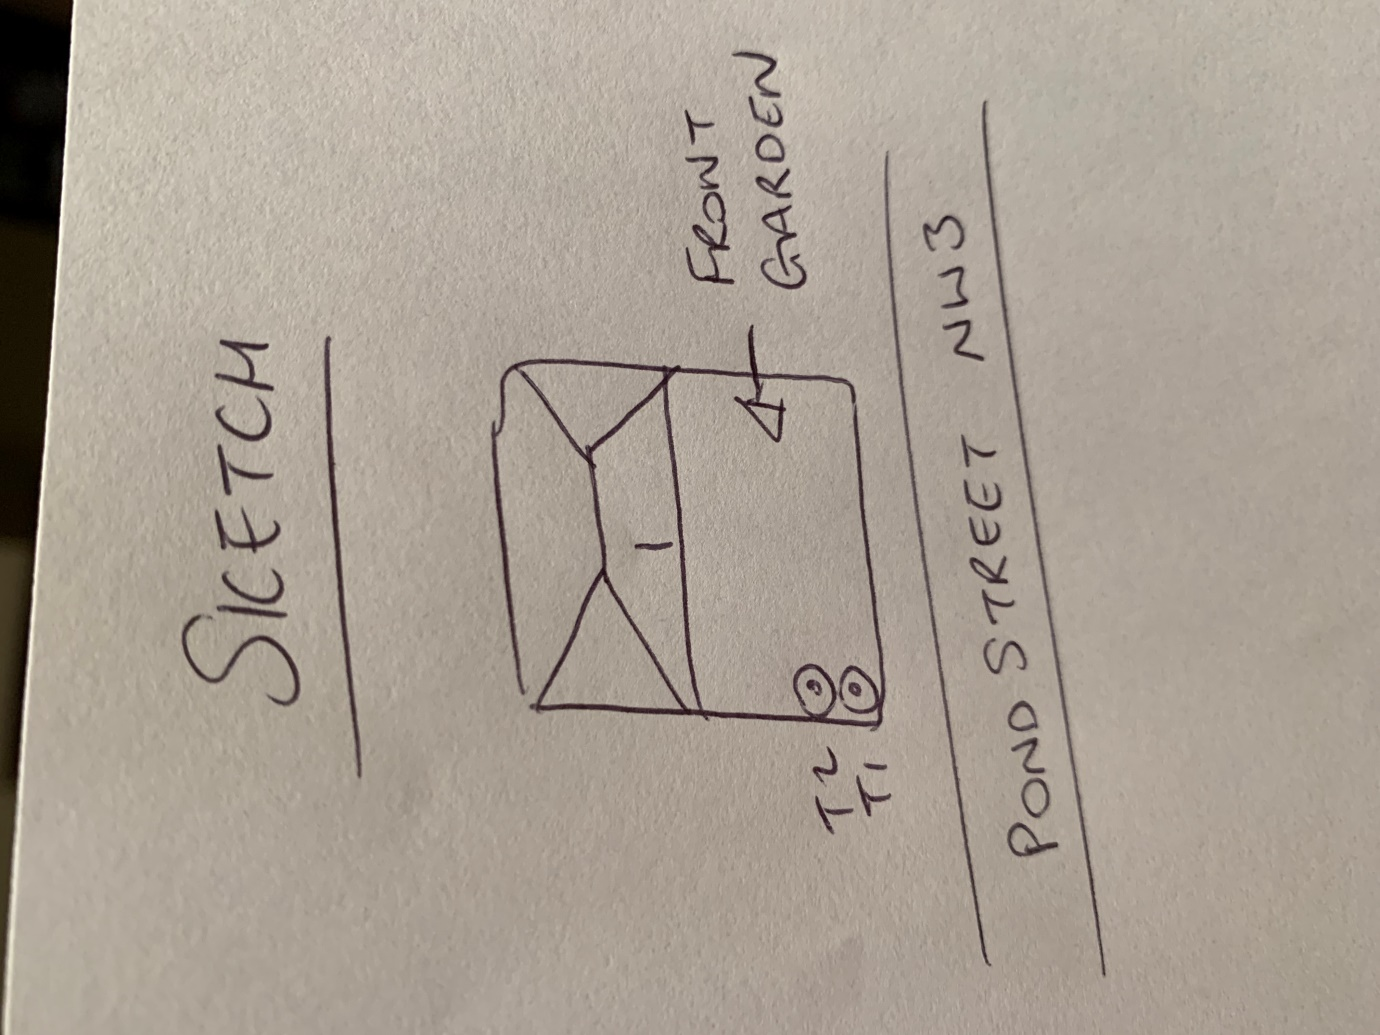 SKETCH
FRONT
GARDEN
1
T2
T1
POND STREET NW3